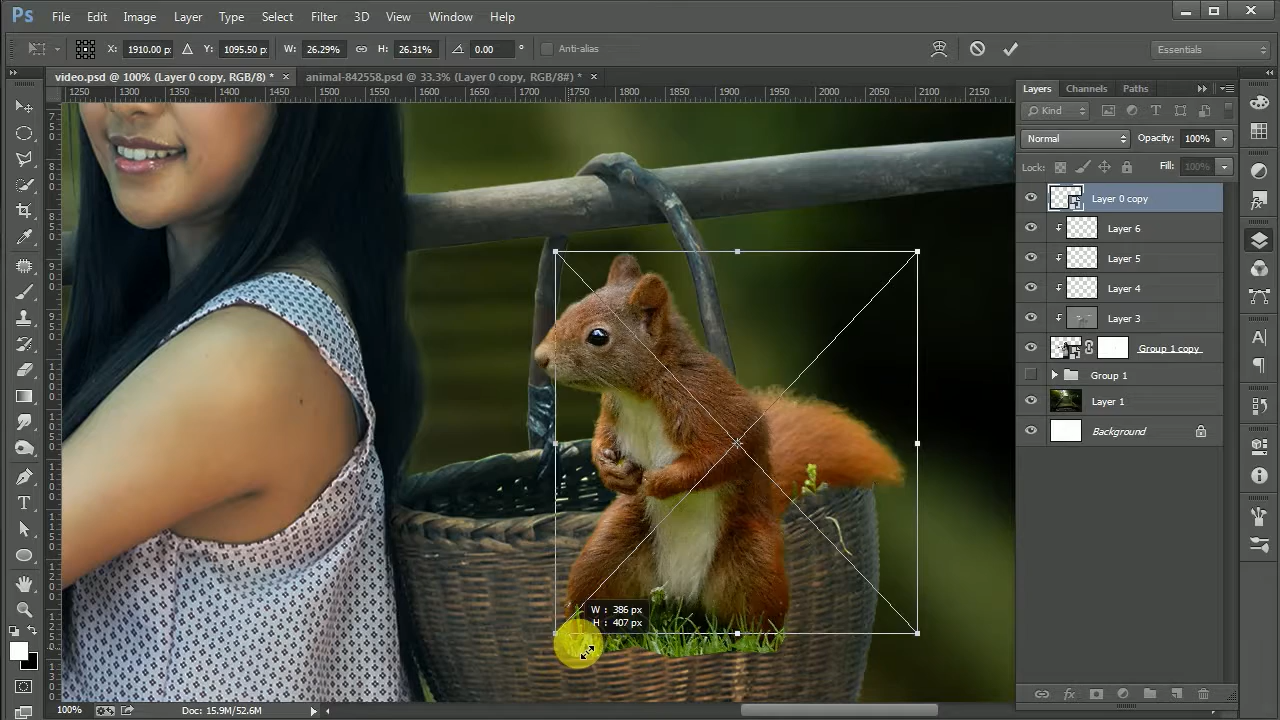 Ps File Edit Image Layer Type Select Filter 3D View Window Help
X: 1910.00 px Y: 1095.50 px W: 26.29% H: 26.31% 0.00 ° Anti-alias Essentials
video.psd @ 100% (Layer 0 copy, RGB/8) * × animal-842558.psd @ 33.3% (Layer 0 copy, RGB/8#) * ×
1250 1300 1350 1400 1450 1500 1550 1600 1650 1700 1750 1800 1850 1900 1950 2000 2050 2100 2150
Layers Channels Paths
Kind
Normal Opacity: 100%
Lock: Fill: 100%
Layer 0 copy
Layer 6
Layer 5
Layer 4
Layer 3
Group 1 copy
Group 1
Layer 1
Background
W : 386 px
H : 407 px
100% Doc: 15.9M/52.6M